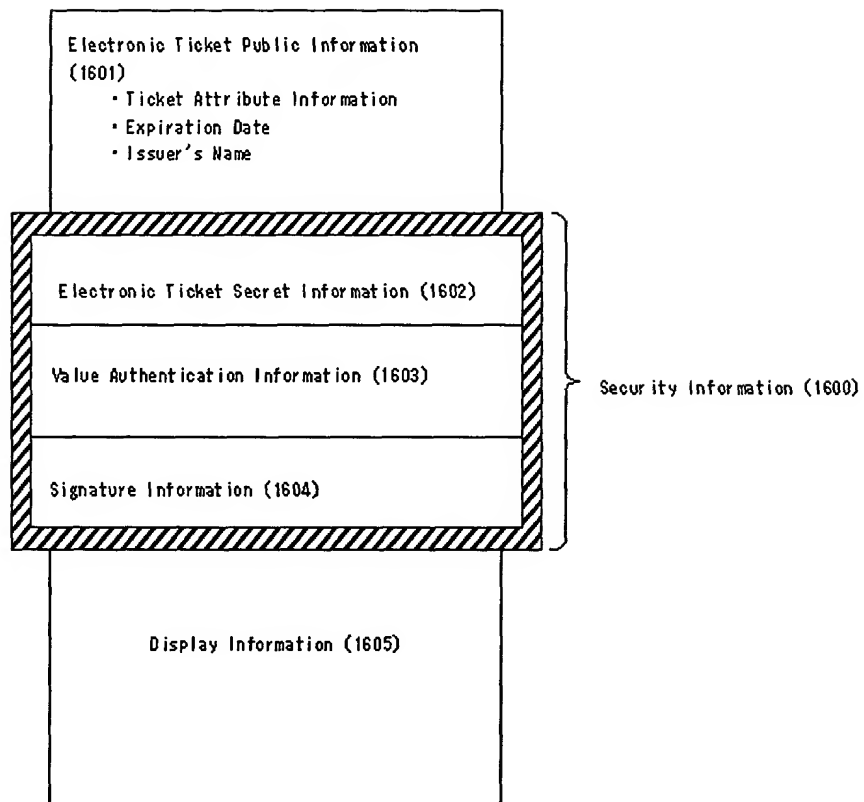 Electronic Ticket Public Information
(1601)
・Ticket Attribute Information
・Expiration Date
・Issuer's Name
Electronic Ticket Secret Information (1602)
Value Authentication Information (1603)
Security Information (1600)
Signature Information (1604)
Display Information (1605)